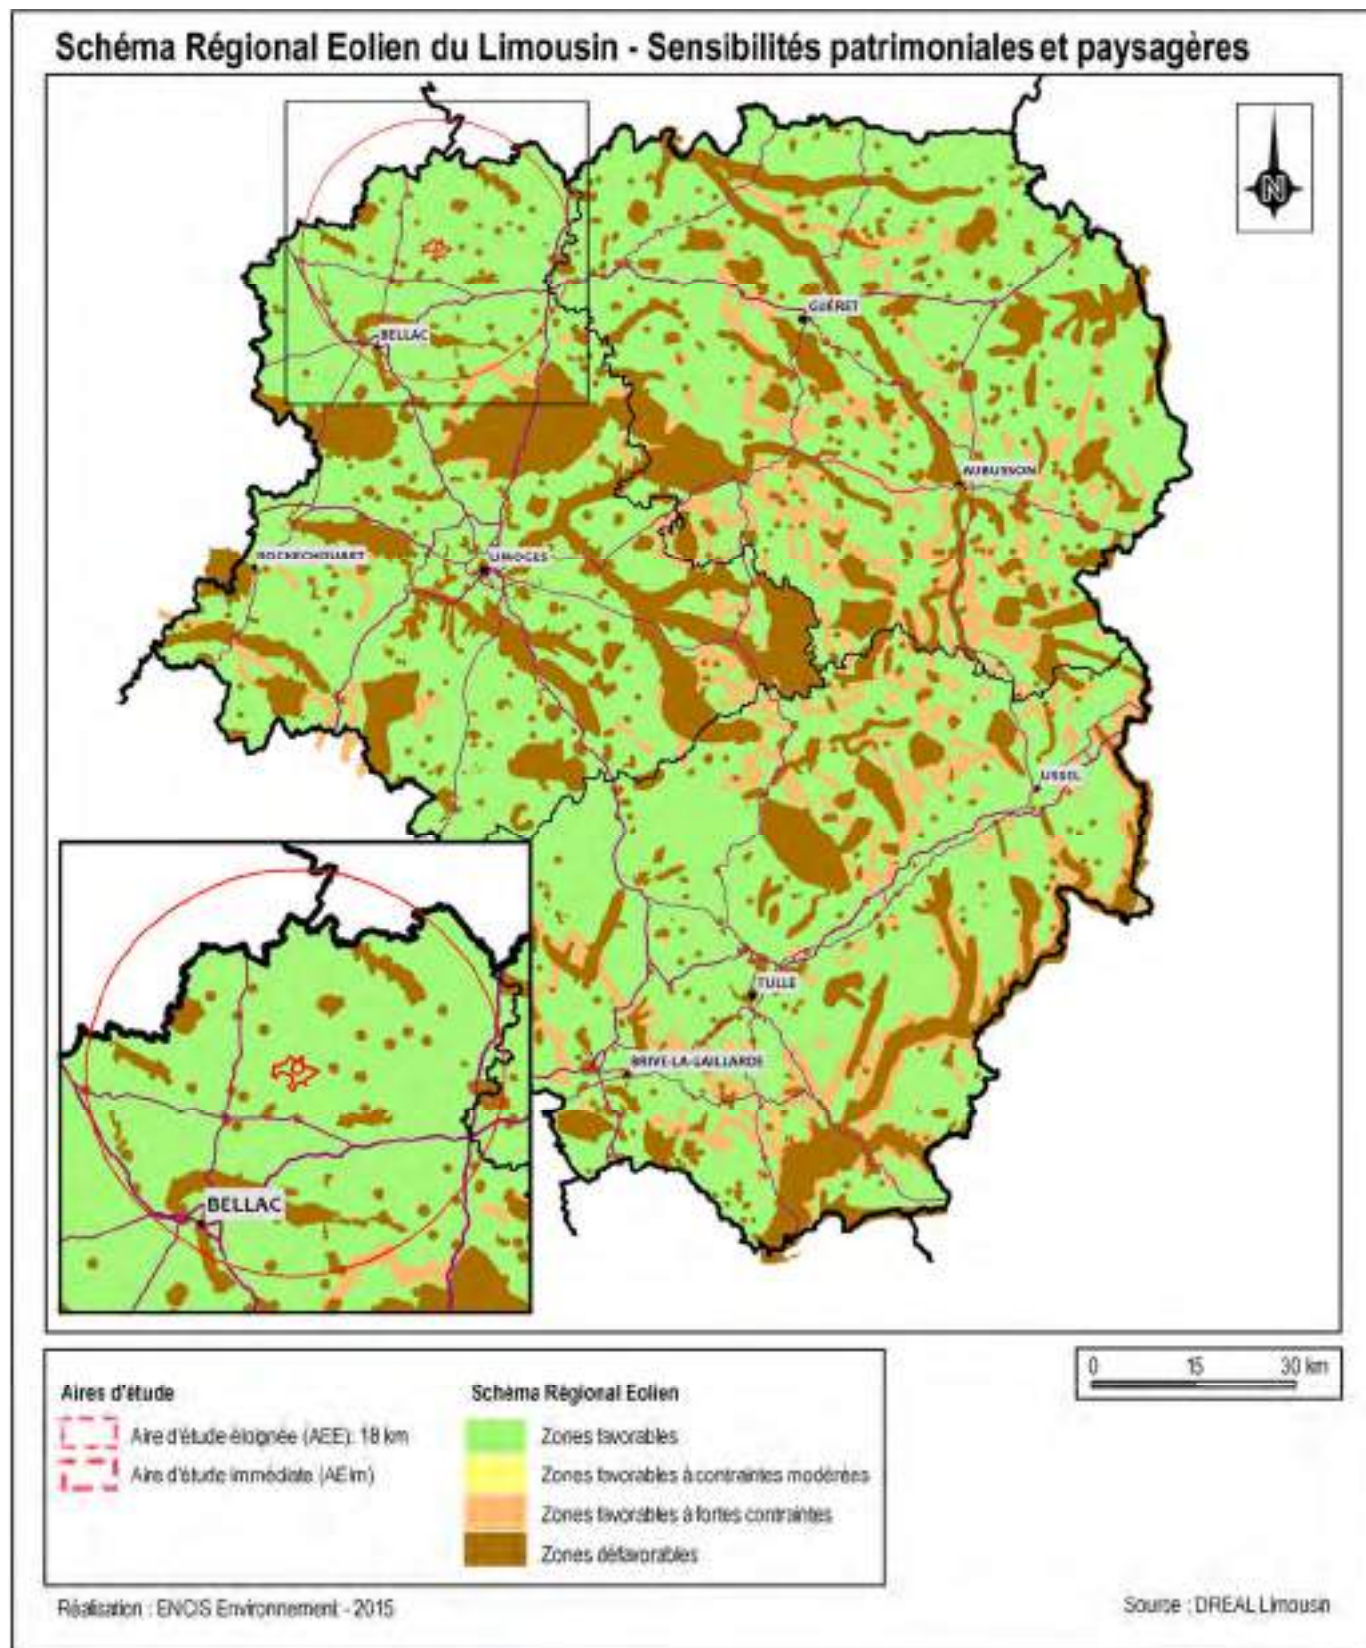 Schéma Régional Eolien du Limousin - Sensibilités patrimoniales et paysagères
N
GUÉRET
BELLAC
AUBUSSON
ROCHECHOUART
LIMOGES
USSEL
TULLE
BRIVE-LA-GAILLARDE
BELLAC
Aires d'étude
Aire d'étude éloignée (AEE): 18 km
Aire d'étude immédiate (AEIm)
Schéma Régional Eolien
Zones favorables
Zones favorables à contraintes modérées
Zones favorables à fortes contraintes
Zones défavorables
0 15 30 km
Réalisation : ENCIS Environnement - 2015
Source : DREAL Limousin